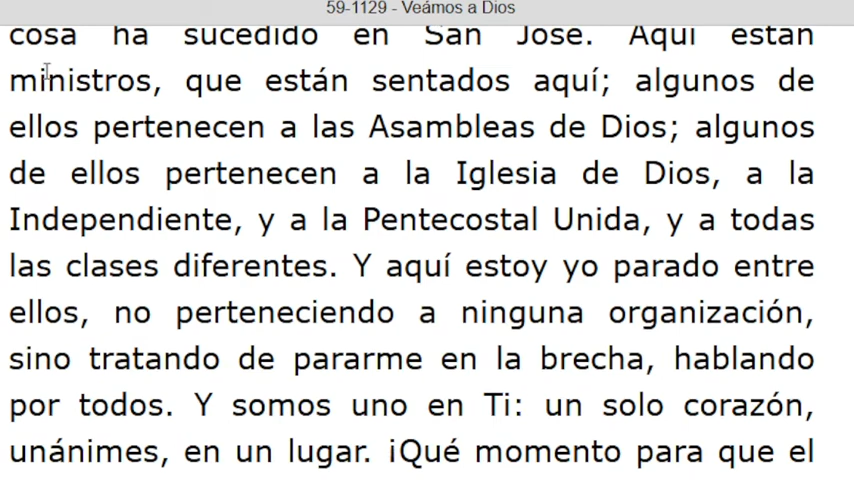 59-1129 - Veámos a Dios
cosa ha sucedido en San José. Aquí están
ministros, que están sentados aquí; algunos de
ellos pertenecen a las Asambleas de Dios; algunos
de ellos pertenecen a la Iglesia de Dios, a la
Independiente, y a la Pentecostal Unida, y a todas
las clases diferentes. Y aquí estoy yo parado entre
ellos, no perteneciendo a ninguna organización,
sino tratando de pararme en la brecha, hablando
por todos. Y somos uno en Ti: un solo corazón,
unánimes, en un lugar. ¡Qué momento para que el